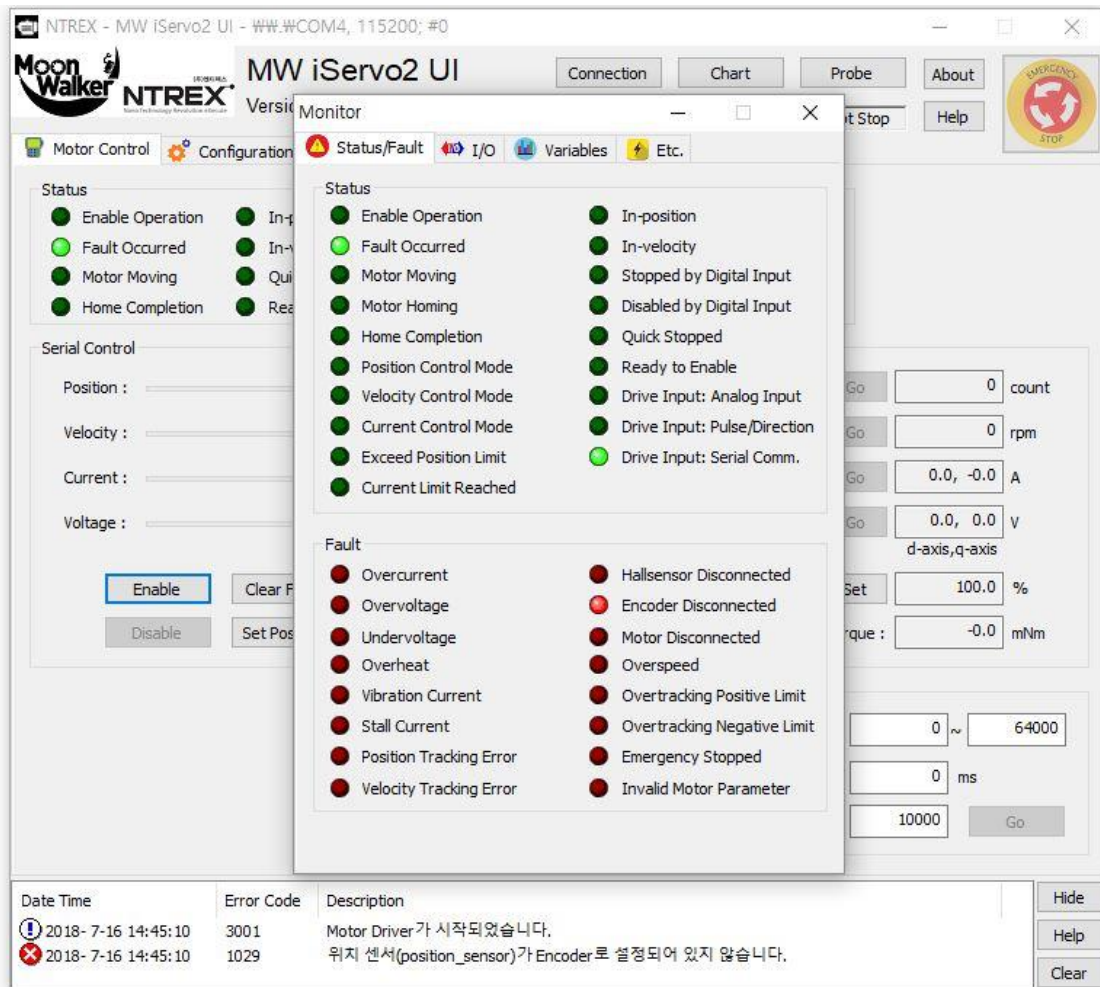 NTREX - MW iServo2 UI - ₩₩.₩COM4, 115200; #0
Moon Walker
NTREX
MW iServo2 UI
Connection
Chart
Probe
About
EMERGENCY
STOP
Help
Monitor
Motor Control
Configuration
Status/Fault
I/O
Variables
Etc.
Status
Enable Operation
Fault Occurred
Motor Moving
Home Completion
Serial Control
Position :
Velocity :
Current :
Voltage :
Enable
Disable
Status
Enable Operation
In-position
Fault Occurred
In-velocity
Motor Moving
Stopped by Digital Input
Motor Homing
Disabled by Digital Input
Home Completion
Quick Stopped
Position Control Mode
Ready to Enable
Velocity Control Mode
Drive Input: Analog Input
Current Control Mode
Drive Input: Pulse/Direction
Exceed Position Limit
Drive Input: Serial Comm.
Current Limit Reached
Fault
Overcurrent
Hallsensor Disconnected
Overvoltage
Encoder Disconnected
Undervoltage
Motor Disconnected
Overheat
Overspeed
Vibration Current
Overtracking Positive Limit
Stall Current
Overtracking Negative Limit
Position Tracking Error
Emergency Stopped
Velocity Tracking Error
Invalid Motor Parameter
Go 0 count
Go 0 rpm
Go 0.0, -0.0 A
Go 0.0, 0.0 V
d-axis,q-axis
Set 100.0 %
-0.0 mNm
0 ~ 64000
0 ms
10000 Go
Date Time Error Code Description
2018- 7-16 14:45:10 3001 Motor Driver가 시작되었습니다.
2018- 7-16 14:45:10 1029 위치 센서(position_sensor)가 Encoder로 설정되어 있지 않습니다.
Hide
Help
Clear